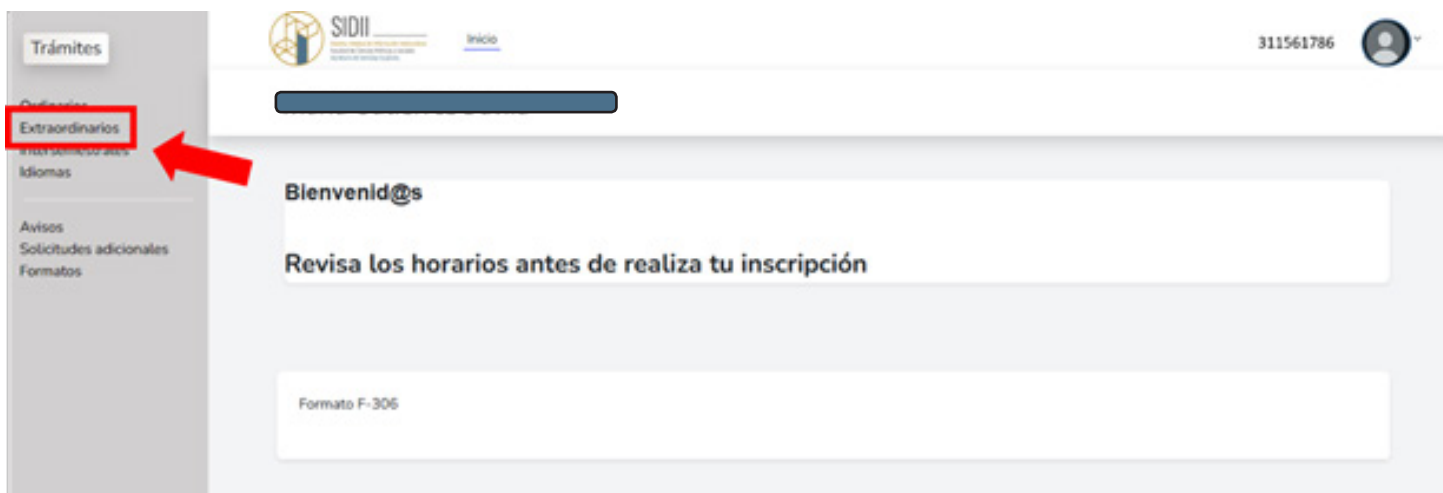 Trámites
Extraordinarios
Intersemestrales
Idiomas
Avisos
Solicitudes adicionales
Formatos
SIDII
Inicio
311561786
Bienvenid@s
Revisa los horarios antes de realiza tu inscripción
Formato F-306